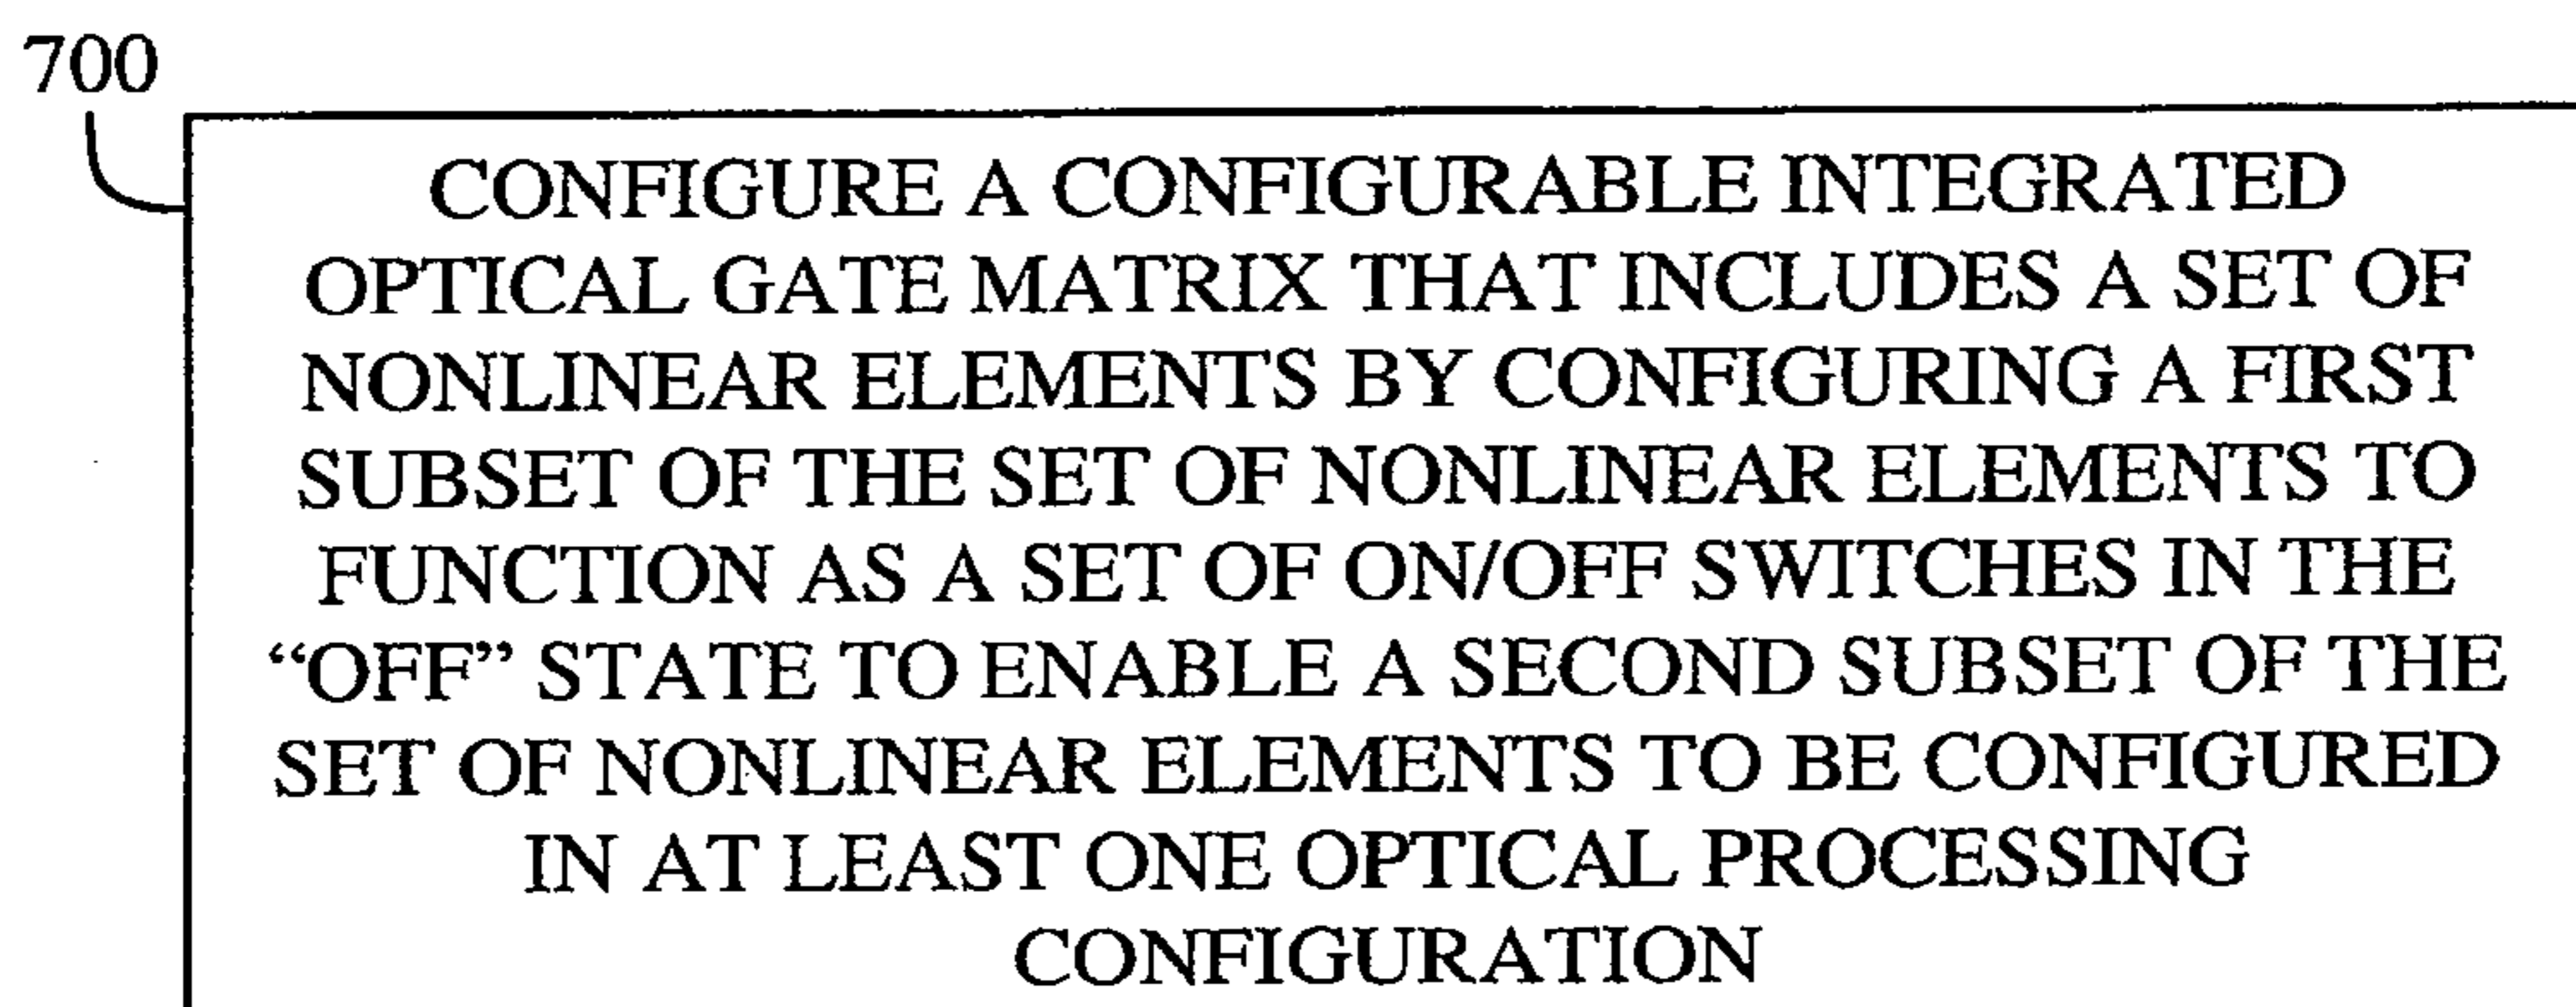 700
CONFIGURE A CONFIGURABLE INTEGRATED
OPTICAL GATE MATRIX THAT INCLUDES A SET OF
NONLINEAR ELEMENTS BY CONFIGURING A FIRST
SUBSET OF THE SET OF NONLINEAR ELEMENTS TO
FUNCTION AS A SET OF ON/OFF SWITCHES IN THE
“OFF” STATE TO ENABLE A SECOND SUBSET OF THE
SET OF NONLINEAR ELEMENTS TO BE CONFIGURED
IN AT LEAST ONE OPTICAL PROCESSING
CONFIGURATION